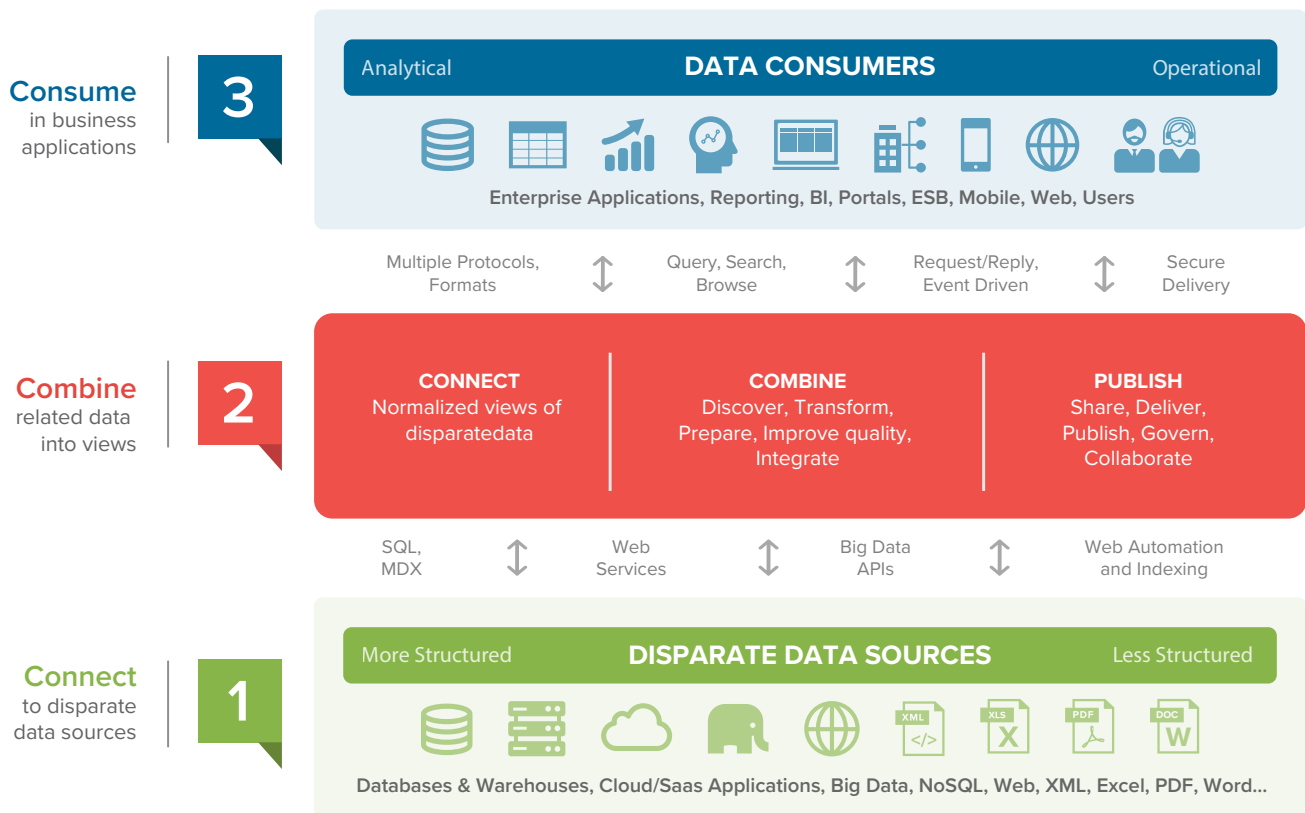 Consume
in business
applications
3
Analytical
DATA CONSUMERS
Operational
Enterprise Applications, Reporting, BI, Portals, ESB, Mobile, Web, Users
Multiple Protocols,
Formats
Query, Search,
Browse
Request/Reply,
Event Driven
Secure
Delivery
Combine
related data
into views
2
CONNECT
Normalized views of
disparatedata
COMBINE
Discover, Transform,
Prepare, Improve quality,
Integrate
PUBLISH
Share, Deliver,
Publish, Govern,
Collaborate
SQL,
MDX
Web
Services
Big Data
APIs
Web Automation
and Indexing
Connect
to disparate
data sources
1
More Structured
DISPARATE DATA SOURCES
Less Structured
XML
</>
XLS
X
PDF
DOC
W
Databases & Warehouses, Cloud/Saas Applications, Big Data, NoSQL, Web, XML, Excel, PDF, Word...